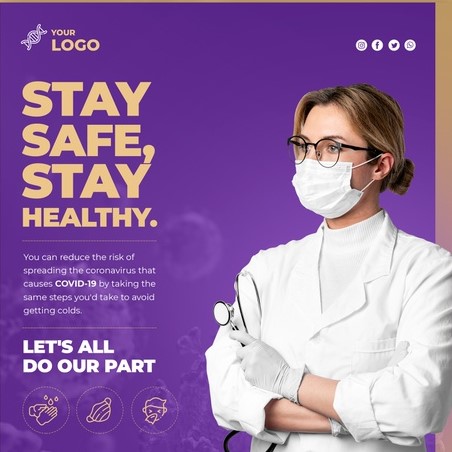 YOUR
LOGO
STAY
SAFE,
STAY
HEALTHY.
You can reduce the risk of
spreading the coronavirus that
causes COVID-19 by taking the
same steps you'd take to avoid
getting colds.
LET'S ALL
DO OUR PART